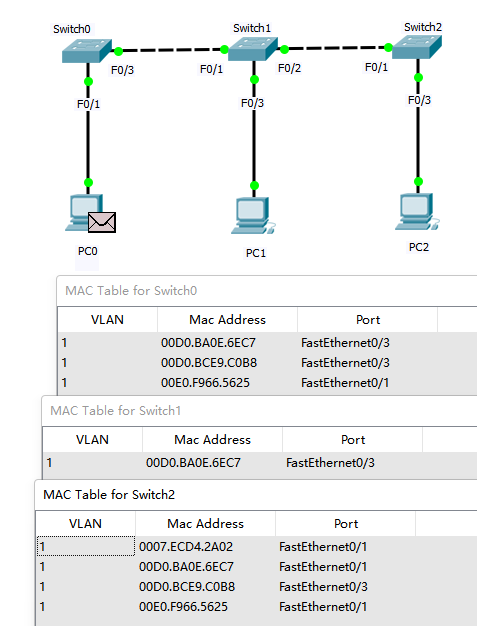 Switch0 Switch1 Switch2
F0/3 F0/1 F0/2 F0/1
F0/1 F0/3 F0/3
PC0 PC1 PC2
MAC Table for Switch0
VLAN Mac Address Port
1 00D0.BA0E.6EC7 FastEthernet0/3
1 00D0.BCE9.C0B8 FastEthernet0/3
1 00E0.F966.5625 FastEthernet0/1
MAC Table for Switch1
VLAN Mac Address Port
1 00D0.BA0E.6EC7 FastEthernet0/3
MAC Table for Switch2
VLAN Mac Address Port
1 0007.ECD4.2A02 FastEthernet0/1
1 00D0.BA0E.6EC7 FastEthernet0/1
1 00D0.BCE9.C0B8 FastEthernet0/3
1 00E0.F966.5625 FastEthernet0/1